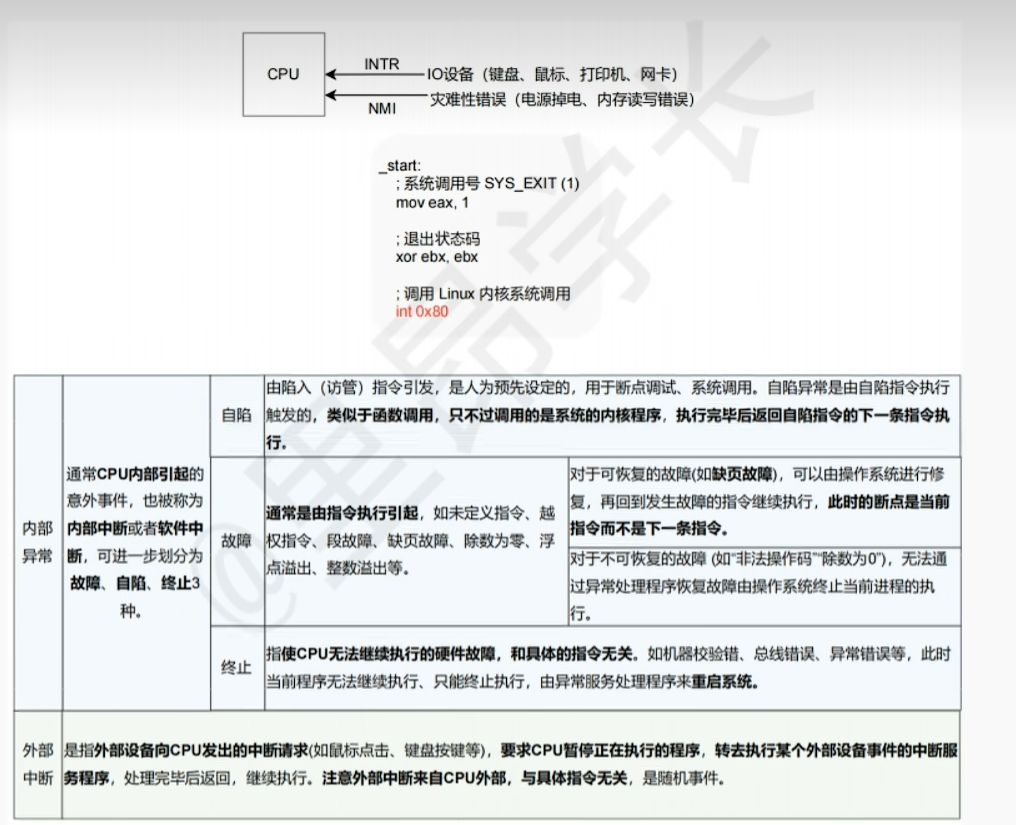 CPU
INTR
IO设备（键盘、鼠标、打印机、网卡）
NMI
灾难性错误（电源掉电、内存读写错误）
_start:
; 系统调用号 SYS_EXIT (1)
mov eax, 1
; 退出状态码
xor ebx, ebx
; 调用 Linux 内核系统调用
int 0x80
内部
异常
通常CPU内部引起的
意外事件，也被称为
内部中断或者软件中
断，可进一步划分为
故障、自陷、终止3
种。
自陷
由陷入（访管）指令引发，是人为预先设定的，用于断点调试、系统调用。自陷异常是由自陷指令执行
触发的，类似于函数调用，只不过调用的是系统的内核程序，执行完毕后返回自陷指令的下一条指令执
行。
故障
通常是由指令执行引起，如未定义指令、越
权指令、段故障、缺页故障、除数为零、浮
点溢出、整数溢出等。
对于可恢复的故障(如缺页故障)，可以由操作系统进行修
复，再回到发生故障的指令继续执行，此时的断点是当前
指令而不是下一条指令。
对于不可恢复的故障 (如“非法操作码”“除数为0”)，无法通
过异常处理程序恢复故障由操作系统终止当前进程的执
行。
终止
指使CPU无法继续执行的硬件故障，和具体的指令无关。如机器校验错、总线错误、异常错误等，此时
当前程序无法继续执行、只能终止执行，由异常服务处理程序来重启系统。
外部
中断
是指外部设备向CPU发出的中断请求(如鼠标点击、键盘按键等)，要求CPU暂停正在执行的程序，转去执行某个外部设备事件的中断服
务程序，处理完毕后返回，继续执行。注意外部中断来自CPU外部，与具体指令无关，是随机事件。
@里昂学长